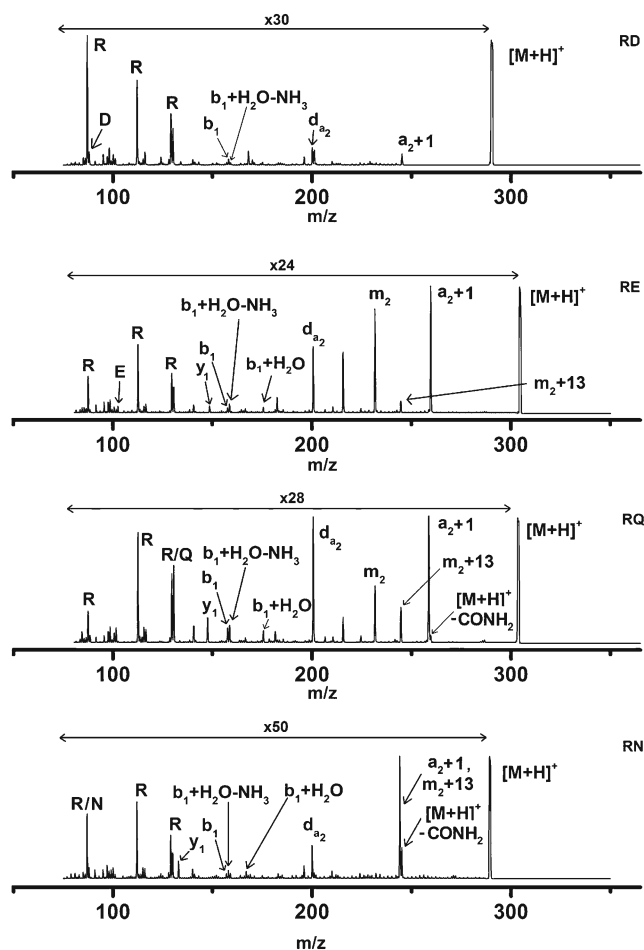 x30
RD
R
[M+H]+
R
b1+H2O-NH3
R
D
b1
da2
a2+1
100
200
300
m/z
x24
RE
a2+1
[M+H]+
b1+H2O-NH3
m2
da2
R
b1
R
E
R
y1
b1+H2O
m2+13
100
200
300
m/z
x28
RQ
a2+1
[M+H]+
R
da2
R/Q
b1+H2O-NH3
m2+13
b1
m2
R
y1
b1+H2O
[M+H]+
-CONH2
100
200
300
m/z
x50
RN
a2+1,
m2+13
[M+H]+
b1+H2O-NH3
b1+H2O
R/N
R
[M+H]+
-CONH2
R
b1
y1
da2
100
200
300
m/z